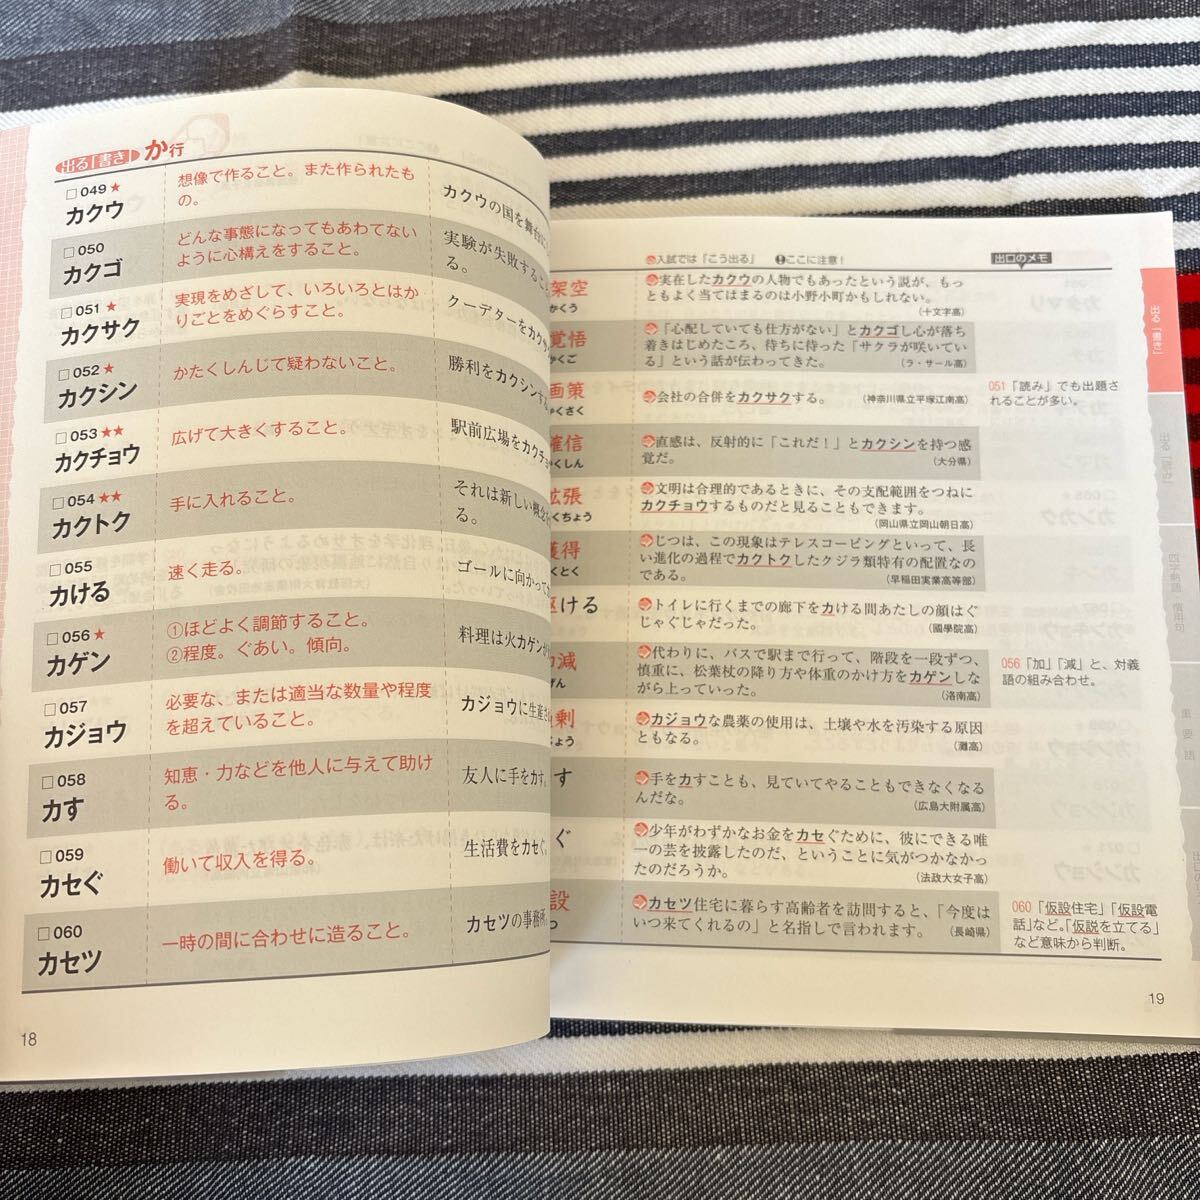 出る「書き」 か行
□049★
カクウ
想像で作ること。また作られたも
の。
カクウの国を舞台に
□050
カクゴ
どんな事態になってもあわてない
ように心構えをすること。
実験が失敗すること
る。
□051★
カクサク
実現をめざして、いろいろとはか
りごとをめぐらすこと。
クーデターをカクサ
□052★
カクシン
かたくしんじて疑わないこと。
勝利をカクシンする
□053★★
カクチョウ
広げて大きくすること。
駅前広場をカクチョ
□054★★
カクトク
手に入れること。
それは新しい概念を
る。
□055
カける
速く走る。
ゴールに向かって
□056★
カゲン
①ほどよく調節すること。
②程度。ぐあい。傾向。
料理は火カゲンが
□057
カジョウ
必要な、または適当な数量や程度
を超えていること。
カジョウに生産さ
□058
カす
知恵・力などを他人に与えて助け
る。
友人に手をカす。
□059
カセぐ
働いて収入を得る。
生活費をカセぐ。
□060
カセツ
一時の間に合わせに造ること。
カセツの事務所
18
入試では「こう出る」 ここに注意！ 出口のメモ
架空
かくう
実在したカクウの人物でもあったという説が、もっ
ともよく当てはまるのは小野小町かもしれない。
（十文字高）
覚悟
かくご
「心配していても仕方がない」とカクゴし心が落ち
着きはじめたころ、待ちに待った「サクラが咲いてい
る」という話が伝わってきた。 （ラ・サール高）
画策
かくさく
会社の合併をカクサクする。 （神奈川県立平塚江南高）
051「読み」でも出題さ
れることが多い。
確信
くしん
直感は、反射的に「これだ！」とカクシンを持つ感
覚だ。 （大分県）
拡張
くちょう
文明は合理的であるときに、その支配範囲をつねに
カクチョウするものだと見ることもできます。
（岡山県立岡山朝日高）
獲得
くとく
じつは、この現象はテレスコーピングといって、長
い進化の過程でカクトクしたクジラ類特有の配置なの
である。 （早稲田実業高等部）
駆ける
トイレに行くまでの廊下をカける間あたしの顔はぐ
じゃぐじゃだった。 （國學院高）
加減
げん
代わりに、バスで駅まで行って、階段を一段ずつ、
慎重に、松葉杖の降り方や体重のかけ方をカゲンしな
がら上っていった。 （洛南高）
056「加」「減」と、対義
語の組み合わせ。
剰
じょう
カジョウな農薬の使用は、土壌や水を汚染する原因
ともなる。 （灘高）
す
手をカすことも、見ていてやることもできなくなる
んだな。 （広島大附属高）
ぐ
少年がわずかなお金をカセぐために、彼にできる唯
一の芸を披露したのだ、ということに気がつかなかっ
たのだろうか。 （法政大女子高）
設
つ
カセツ住宅に暮らす高齢者を訪問すると、「今度は
いつ来てくれるの」と名指しで言われます。 （長崎県）
060「仮設住宅」「仮設電
話」など。「仮説を立てる」
など意味から判断。
出る「書き」
出る「読み」
四字熟語・慣用句
重要語
19